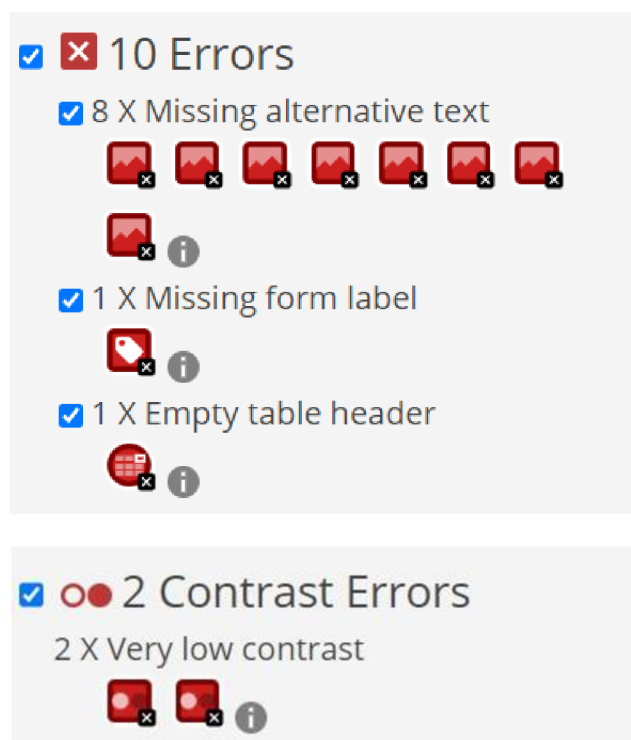 10 Errors
8 X Missing alternative text
1 X Missing form label
1 X Empty table header
2 Contrast Errors
2 X Very low contrast